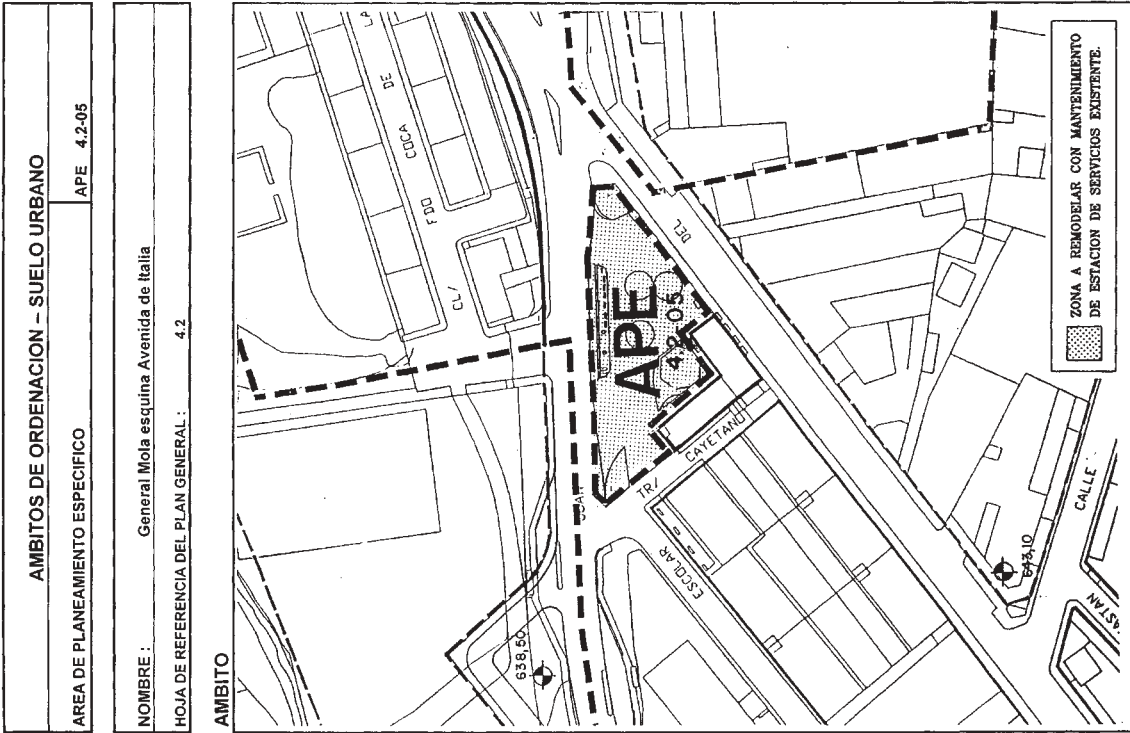 AMBITOS DE ORDENACION – SUELO URBANO
AREA DE PLANEAMIENTO ESPECIFICO
APE 4.2-05
NOMBRE : General Mola esquina Avenida de Italia
HOJA DE REFERENCIA DEL PLAN GENERAL : 4.2
AMBITO
CL/ FDO COCA DE LA
638,50
APE
4.2 05
DEL
TR/ CAYETANO
ESCOLAR
643,10
CALLE
ASTAN
ZONA A REMODELAR CON MANTENIMIENTO
DE ESTACION DE SERVICIOS EXISTENTE.